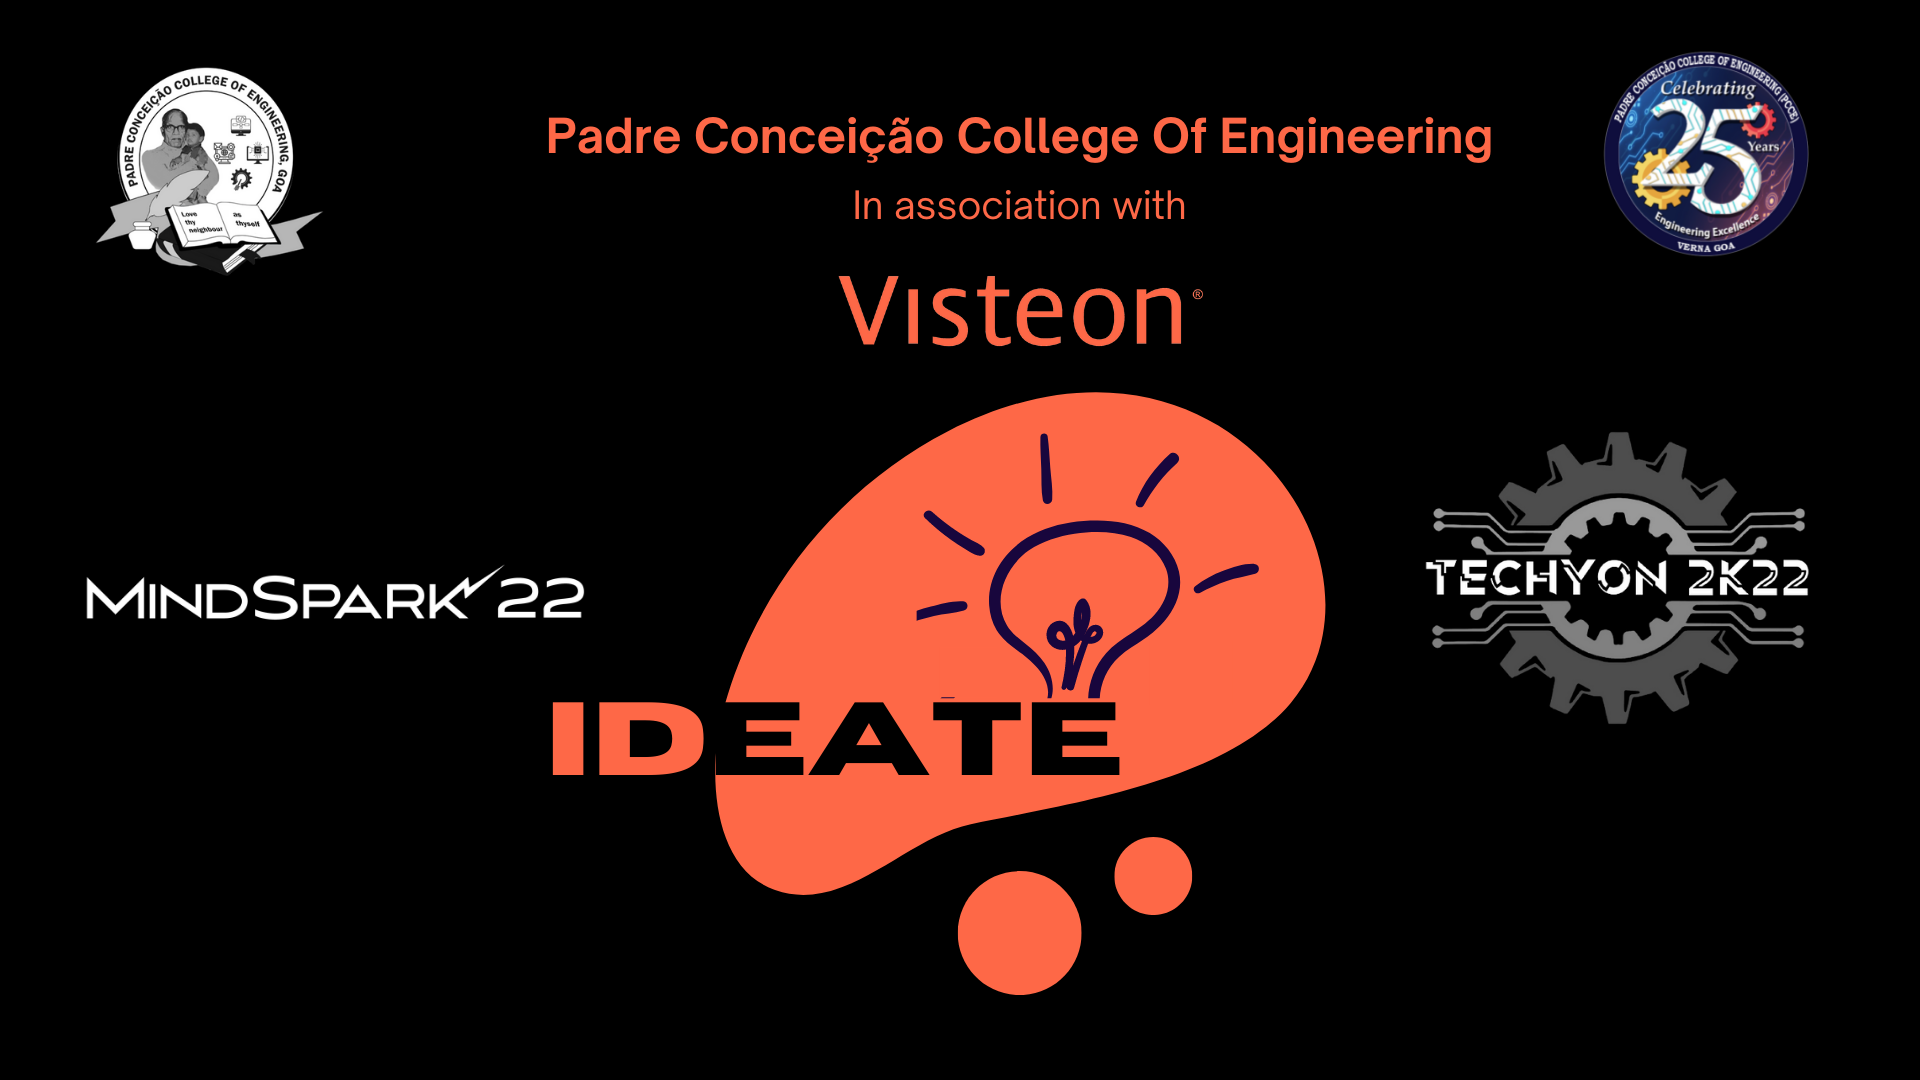 PADRE CONCEIÇÃO COLLEGE OF ENGINEERING, GOA
Love
thy
neighbour
as
thyself
Padre Conceição College Of Engineering
In association with
Visteon®
PADRE CONCEIÇÃO COLLEGE OF ENGINEERING (PCCE)
Celebrating
25
Years
Engineering Excellence
VERNA GOA
MINDSPARK'22
TECHYON 2K22
IDEATE